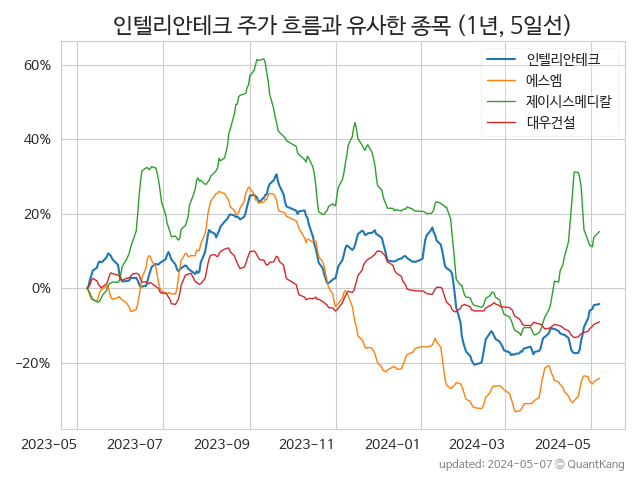 인텔리안테크 주가 흐름과 유사한 종목 (1년, 5일선)
인텔리안테크
에스엠
제이시스메디칼
대우건설
60%
40%
20%
0%
−20%
2023-05 2023-07 2023-09 2023-11 2024-01 2024-03 2024-05
updated: 2024-05-07 © QuantKang